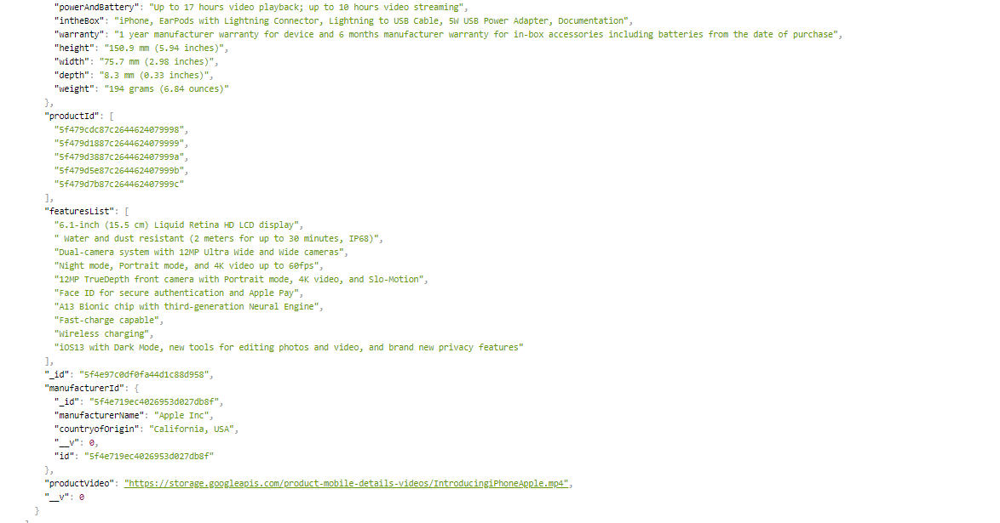 "powerAndBattery": "Up to 17 hours video playback; up to 10 hours video streaming",
"intheBox": "iPhone, EarPods with Lightning Connector, Lightning to USB Cable, 5W USB Power Adapter, Documentation",
"warranty": "1 year manufacturer warranty for device and 6 months manufacturer warranty for in-box accessories including batteries from the date of purchase",
"height": "150.9 mm (5.94 inches)",
"width": "75.7 mm (2.98 inches)",
"depth": "8.3 mm (0.33 inches)",
"weight": "194 grams (6.84 ounces)"
},
"productId": [
"5f479cdc87c2644624079998",
"5f479d1887c2644624079999",
"5f479d3887c264462407999a",
"5f479d5e87c264462407999b",
"5f479d7b87c264462407999c"
],
"featuresList": [
"6.1-inch (15.5 cm) Liquid Retina HD LCD display",
" Water and dust resistant (2 meters for up to 30 minutes, IP68)",
"Dual-camera system with 12MP Ultra Wide and Wide cameras",
"Night mode, Portrait mode, and 4K video up to 60fps",
"12MP TrueDepth front camera with Portrait mode, 4K video, and Slo-Motion",
"Face ID for secure authentication and Apple Pay",
"A13 Bionic chip with third-generation Neural Engine",
"Fast-charge capable",
"Wireless charging",
"iOS13 with Dark Mode, new tools for editing photos and video, and brand new privacy features"
],
"_id": "5f4e97c0df0fa44d1c88d958",
"manufacturerId": {
"_id": "5f4e719ec4026953d027db8f",
"manufacturerName": "Apple Inc",
"countryofOrigin": "California, USA",
"__v": 0,
"id": "5f4e719ec4026953d027db8f"
},
"productVideo": "https://storage.googleapis.com/product-mobile-details-videos/IntroducingiPhoneApple.mp4",
"__v": 0
}